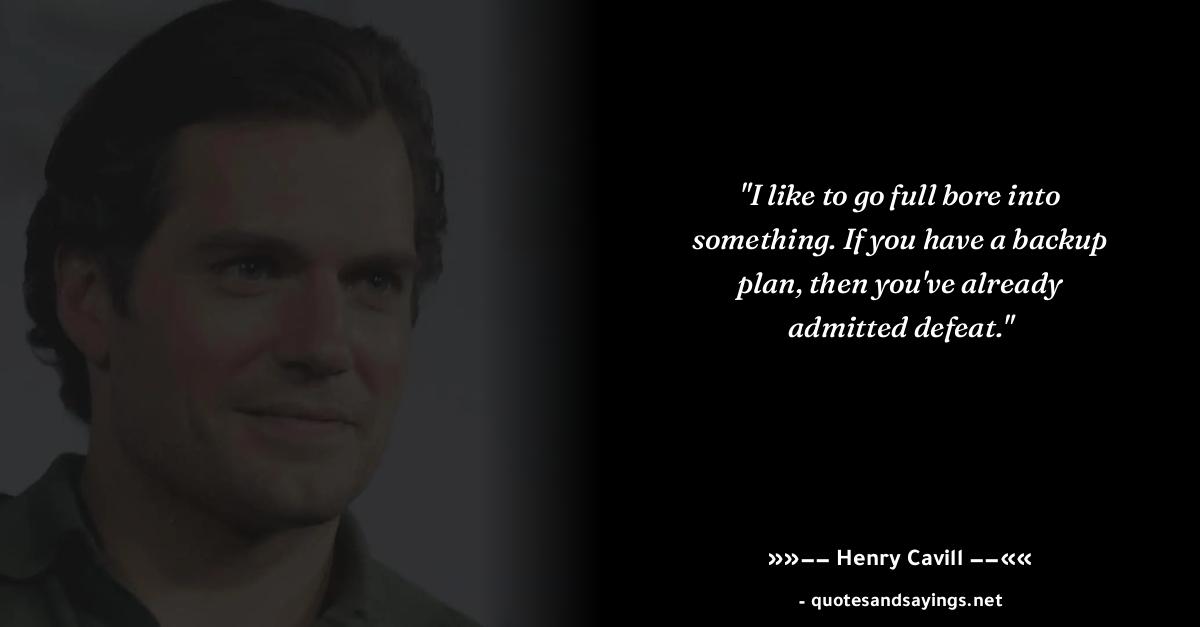 "I like to go full bore into
something. If you have a backup
plan, then you've already
admitted defeat."
»»−− Henry Cavill −−««
- quotesandsayings.net